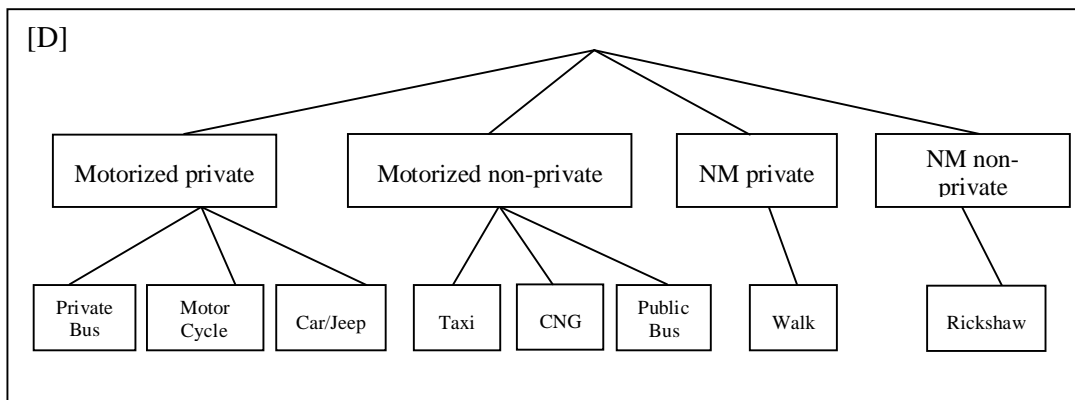 [D]
Motorized private
Motorized non-private
NM private
NM non-
private
Private
Bus
Motor
Cycle
Car/Jeep
Taxi
CNG
Public
Bus
Walk
Rickshaw